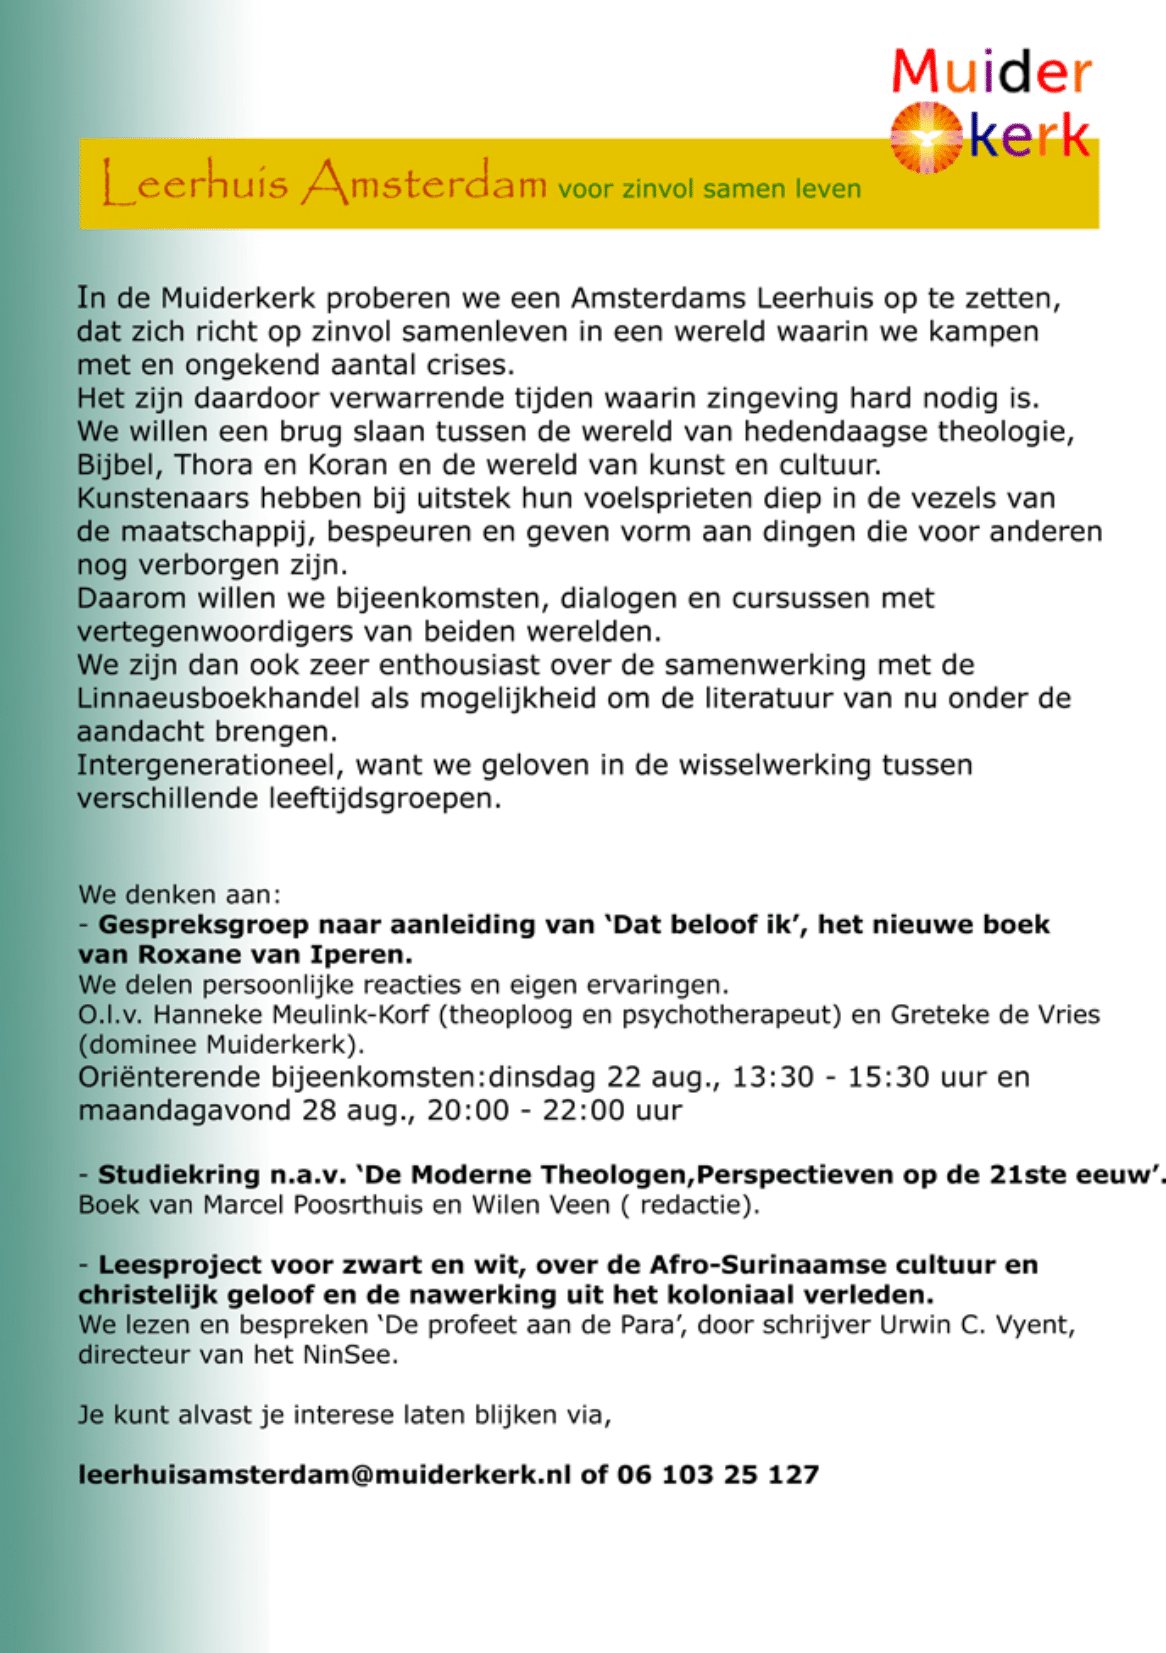 Muider
kerk
Leerhuis Amsterdam voor zinvol samen leven
In de Muiderkerk proberen we een Amsterdams Leerhuis op te zetten,
dat zich richt op zinvol samenleven in een wereld waarin we kampen
met en ongekend aantal crises.
Het zijn daardoor verwarrende tijden waarin zingeving hard nodig is.
We willen een brug slaan tussen de wereld van hedendaagse theologie,
Bijbel, Thora en Koran en de wereld van kunst en cultuur.
Kunstenaars hebben bij uitstek hun voelsprieten diep in de vezels van
de maatschappij, bespeuren en geven vorm aan dingen die voor anderen
nog verborgen zijn.
Daarom willen we bijeenkomsten, dialogen en cursussen met
vertegenwoordigers van beiden werelden.
We zijn dan ook zeer enthousiast over de samenwerking met de
Linnaeusboekhandel als mogelijkheid om de literatuur van nu onder de
aandacht brengen.
Intergenerationeel, want we geloven in de wisselwerking tussen
verschillende leeftijdsgroepen.
We denken aan:
- Gespreksgroep naar aanleiding van ‘Dat beloof ik’, het nieuwe boek
van Roxane van Iperen.
We delen persoonlijke reacties en eigen ervaringen.
O.l.v. Hanneke Meulink-Korf (theoploog en psychotherapeut) en Greteke de Vries
(dominee Muiderkerk).
Oriënterende bijeenkomsten:dinsdag 22 aug., 13:30 - 15:30 uur en
maandagavond 28 aug., 20:00 - 22:00 uur
- Studiekring n.a.v. ‘De Moderne Theologen,Perspectieven op de 21ste eeuw’.
Boek van Marcel Poosrthuis en Wilen Veen ( redactie).
- Leesproject voor zwart en wit, over de Afro-Surinaamse cultuur en
christelijk geloof en de nawerking uit het koloniaal verleden.
We lezen en bespreken ‘De profeet aan de Para’, door schrijver Urwin C. Vyent,
directeur van het NinSee.
Je kunt alvast je interese laten blijken via,
leerhuisamsterdam@muiderkerk.nl of 06 103 25 127